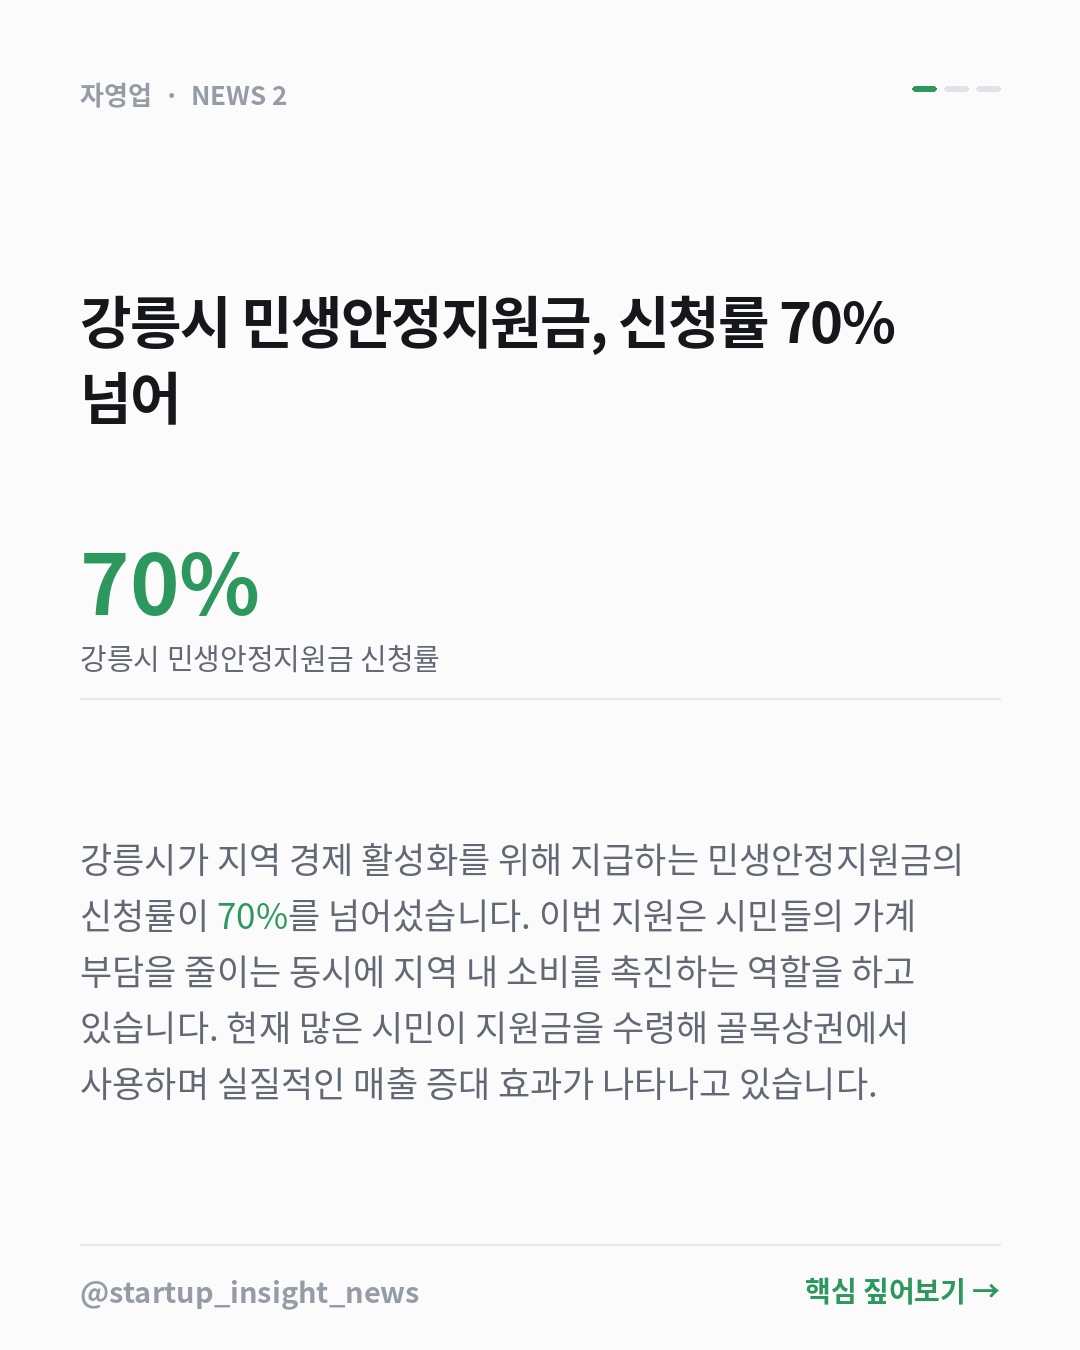 자영업 · NEWS 2
강릉시 민생안정지원금, 신청률 70%
넘어
70%
강릉시 민생안정지원금 신청률
강릉시가 지역 경제 활성화를 위해 지급하는 민생안정지원금의
신청률이 70%를 넘어섰습니다. 이번 지원은 시민들의 가계
부담을 줄이는 동시에 지역 내 소비를 촉진하는 역할을 하고
있습니다. 현재 많은 시민이 지원금을 수령해 골목상권에서
사용하며 실질적인 매출 증대 효과가 나타나고 있습니다.
@startup_insight_news
핵심 짚어보기 →